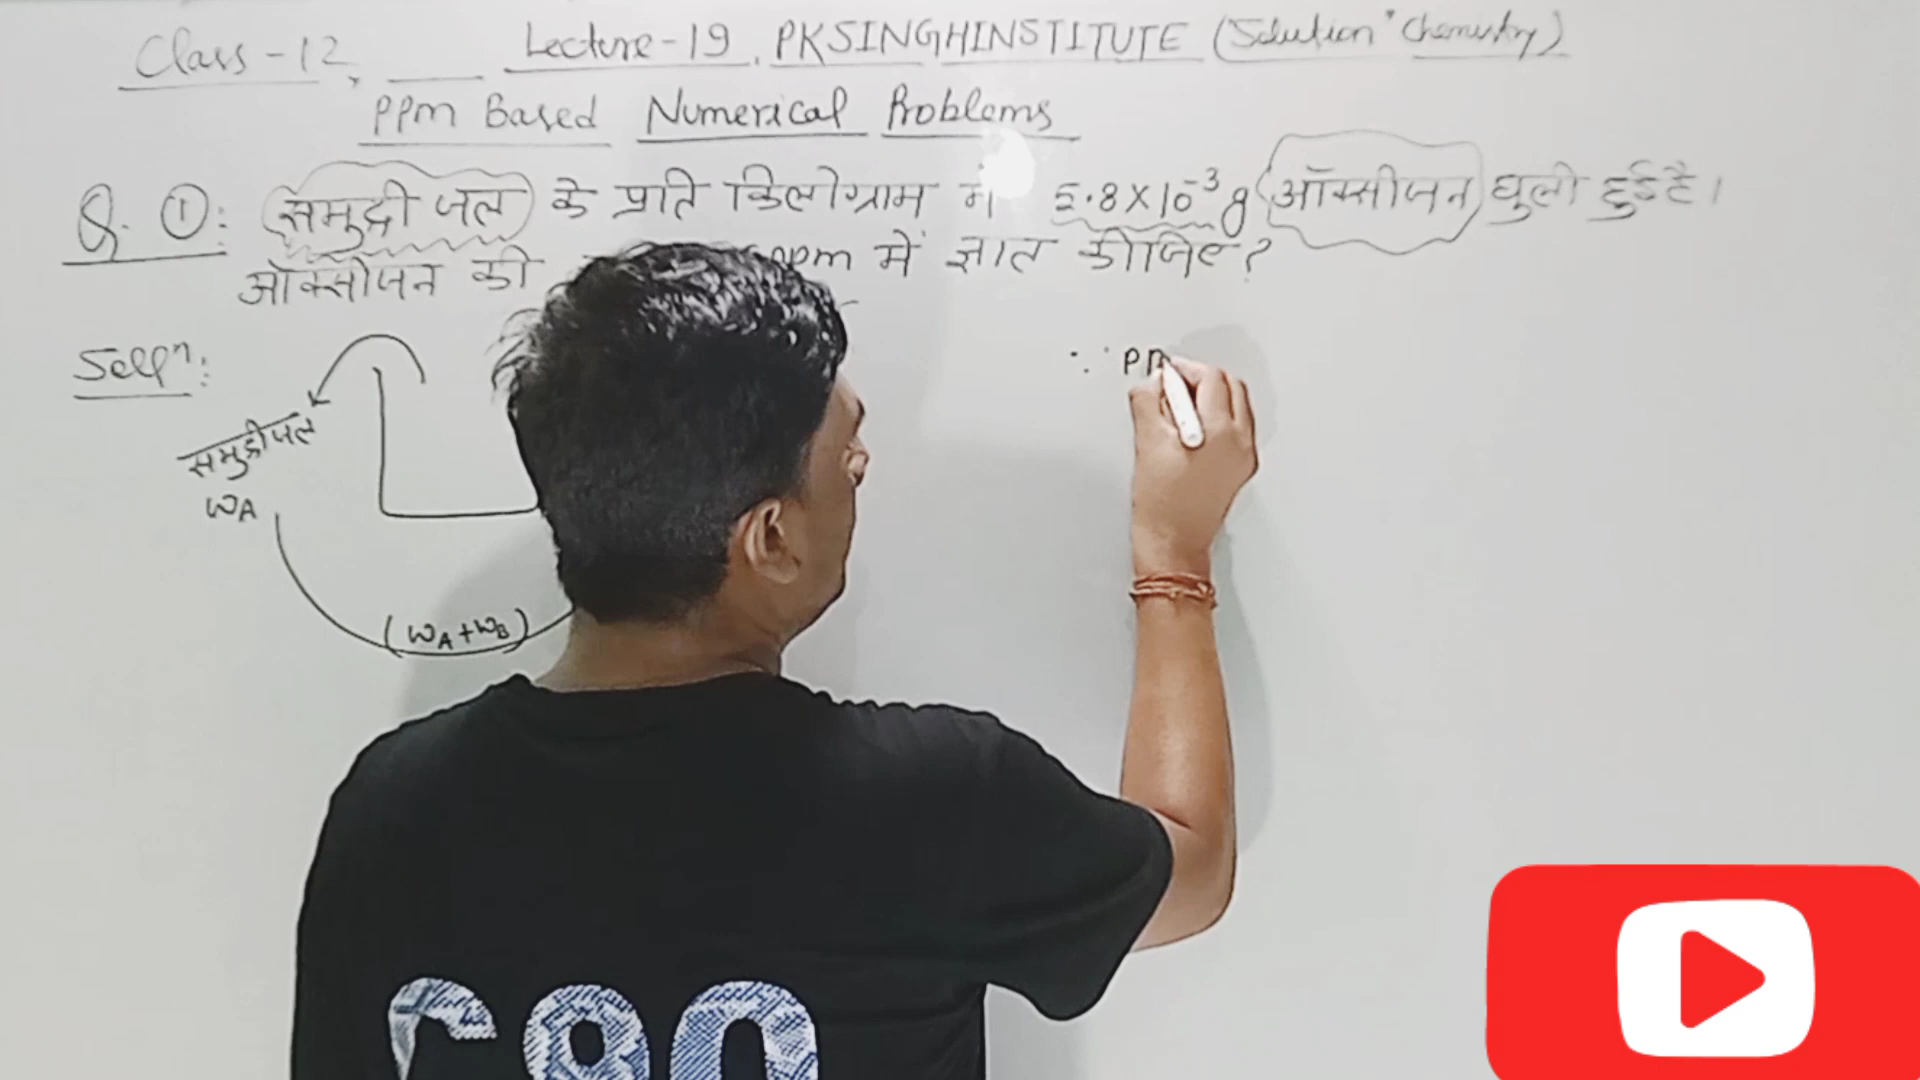 Class-12, Lecture-19, PKSINGHINSTITUTE (Solution Chemistry)
PPm Based Numerical Problems
Q. ①: समुद्री जल के प्रति किलोग्राम में 5.8×10⁻³g ऑक्सीजन घुली हुई है।
ऑक्सीजन की ppm में ज्ञात कीजिए?
Solⁿ: ∵ PP
समुद्रीजल
WA
(WA+WB)
C80